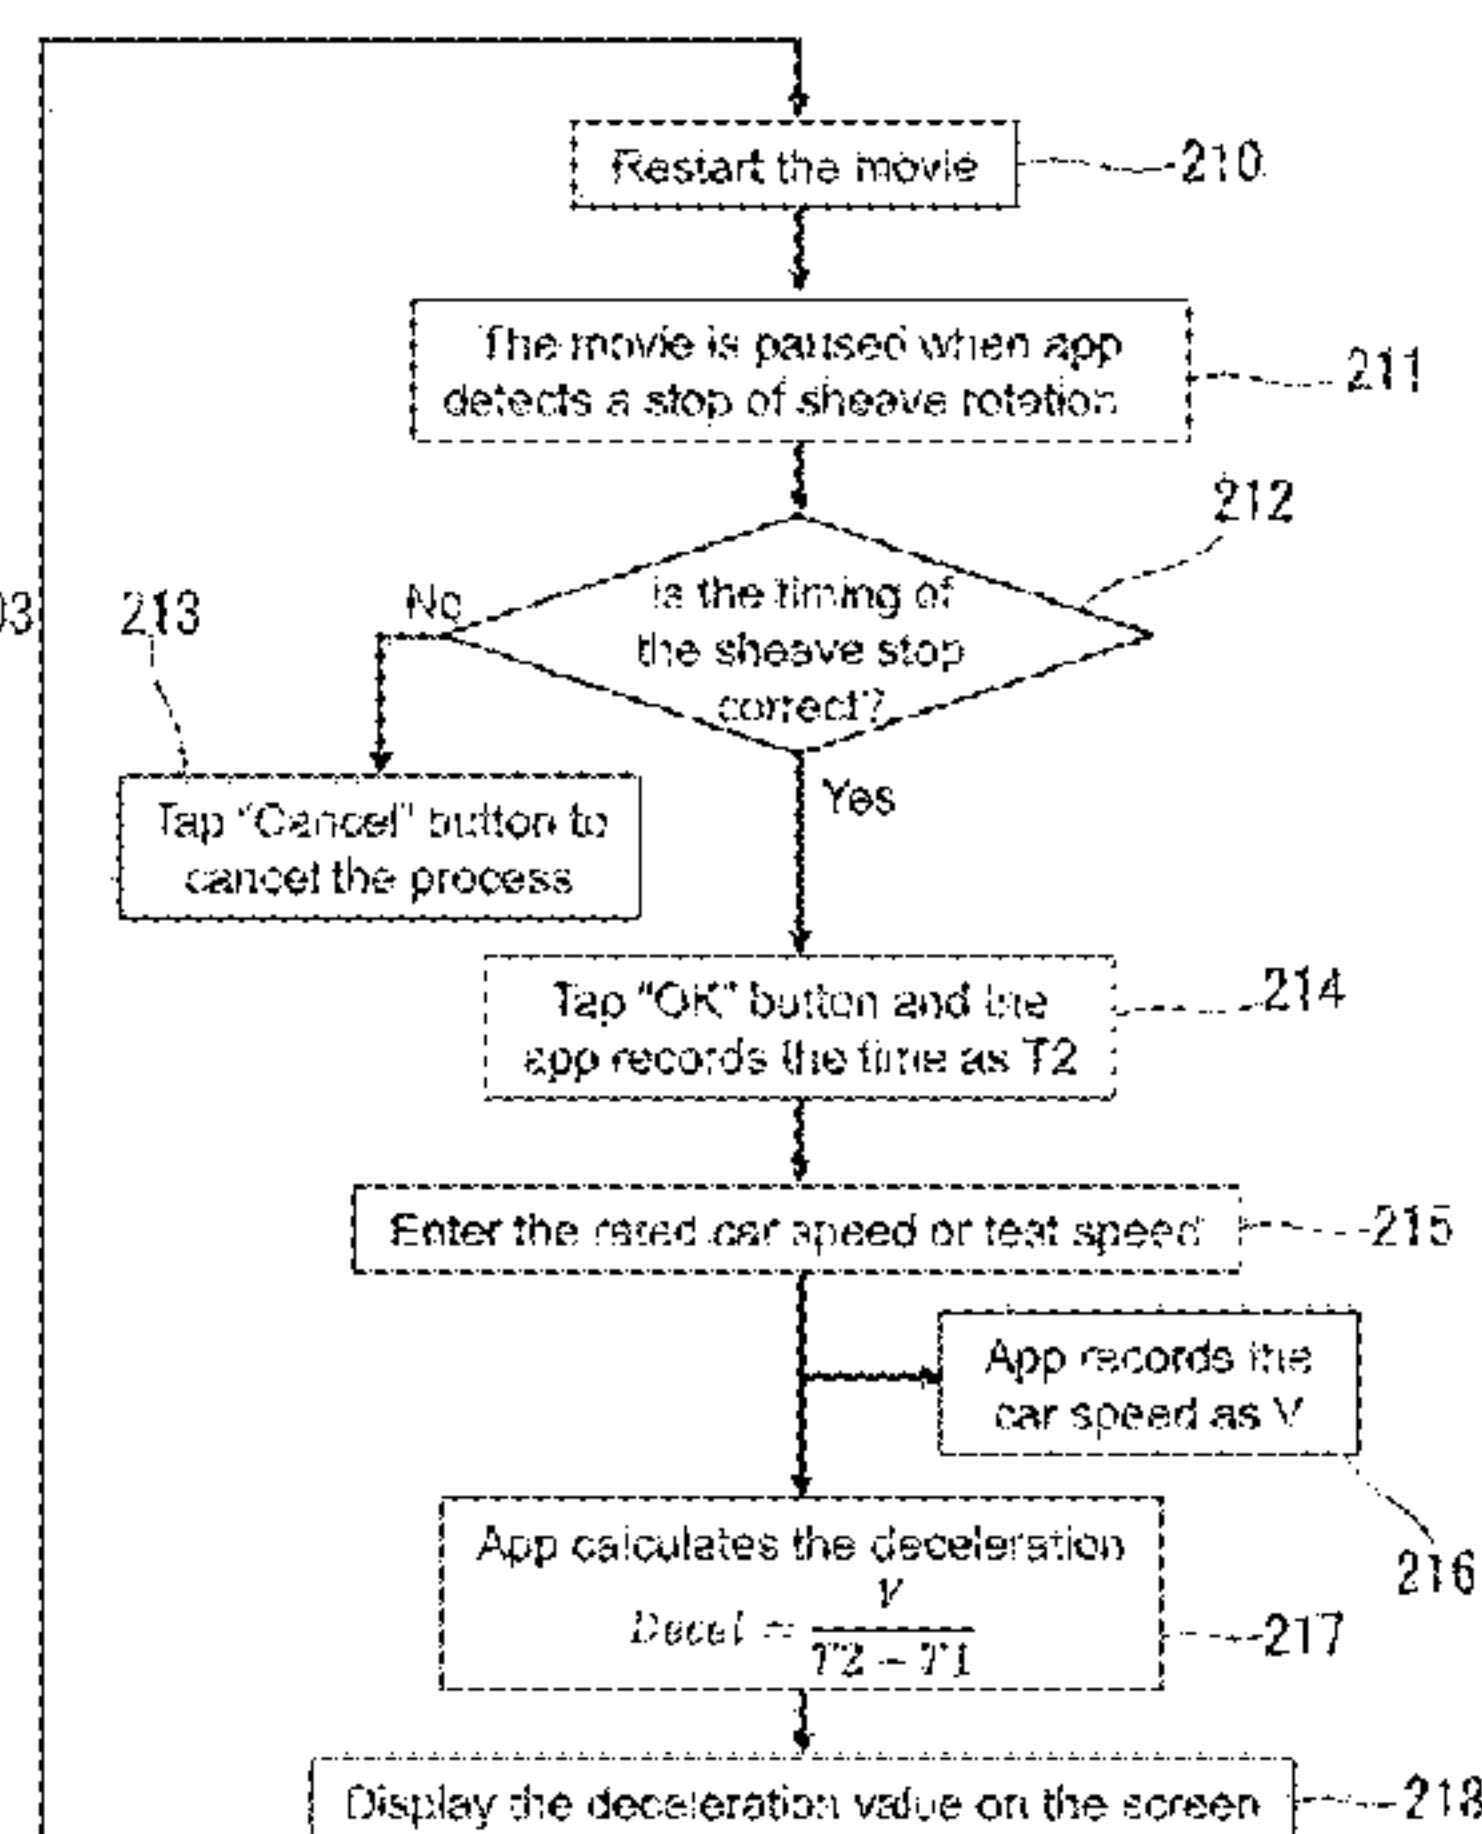 Restart the movie
210
The movie is paused when app
detects a stop of sheave rotation
211
212
03
213
No
is the timing of
the sheave stop
correct?
Yes
Tap “Cancel” button to
cancel the process
Tap “OK” button and the
app records the time as T2
214
Enter the rated car speed or test speed
215
App records the
car speed as V
216
App calculates the deceleration
Decel = V / T2 - T1
217
Display the deceleration value on the screen
218